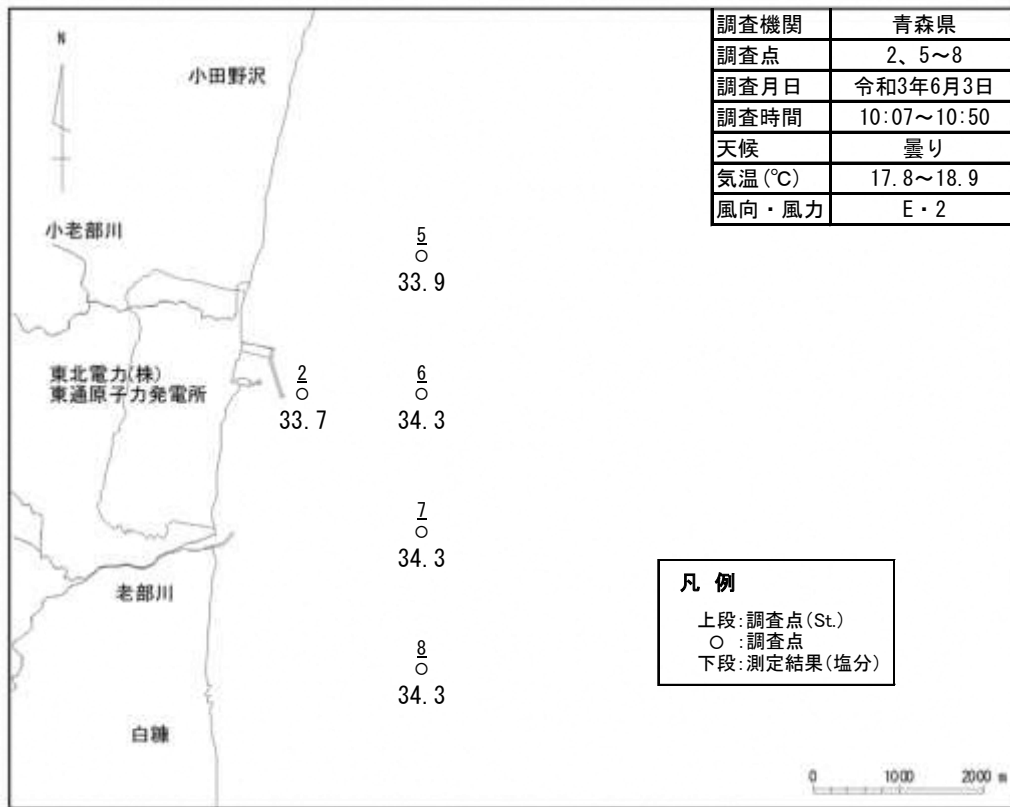 N
小田野沢
調査機関 青森県
調査点 2、5～8
調査月日 令和3年6月3日
調査時間 10:07～10:50
天候 曇り
気温(℃) 17.8～18.9
風向・風力 E・2
小老部川
5
33.9
東北電力(株)
東通原子力発電所
2
33.7
6
34.3
7
34.3
老部川
凡 例
上段:調査点(St.)
○ :調査点
下段:測定結果(塩分)
8
34.3
白糠
0 1000 2000 m